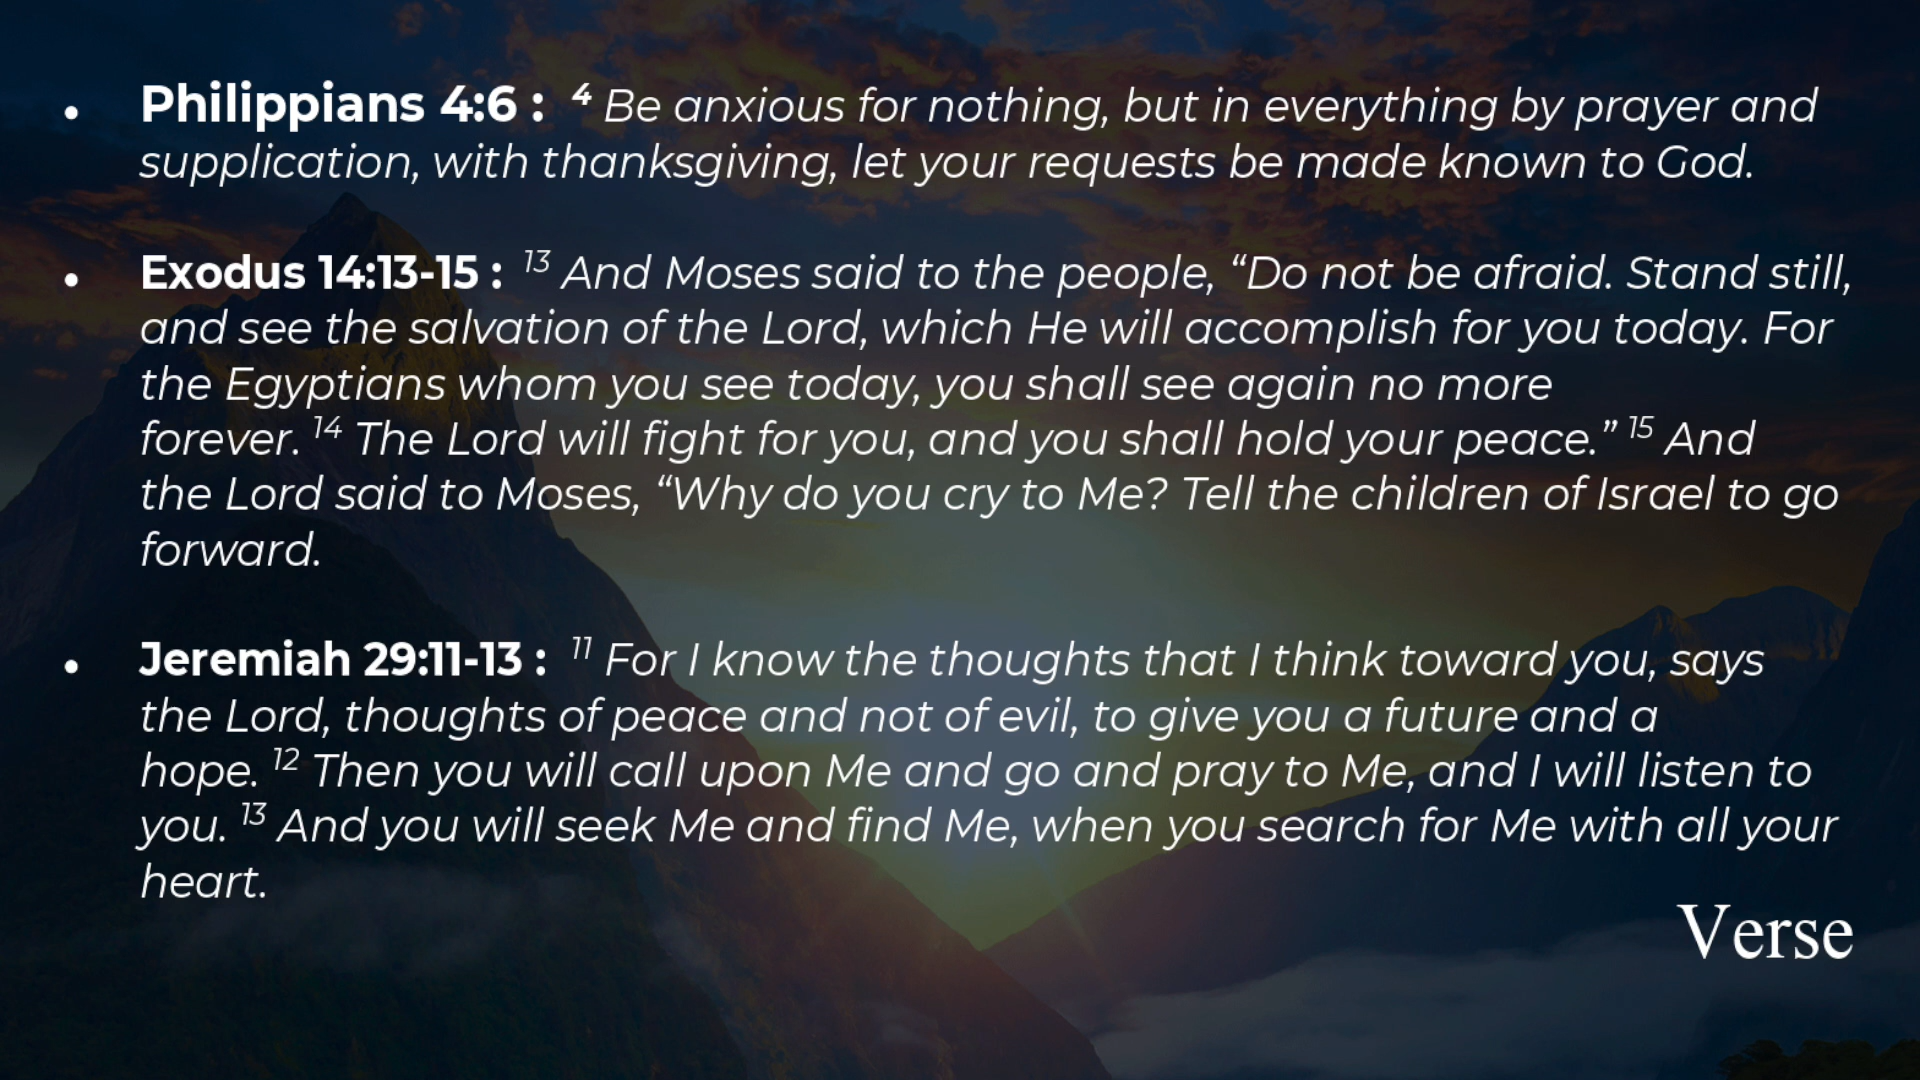 • Philippians 4:6 : ⁴ Be anxious for nothing, but in everything by prayer and
supplication, with thanksgiving, let your requests be made known to God.
• Exodus 14:13-15 : ¹³ And Moses said to the people, “Do not be afraid. Stand still,
and see the salvation of the Lord, which He will accomplish for you today. For
the Egyptians whom you see today, you shall see again no more
forever. ¹⁴ The Lord will fight for you, and you shall hold your peace.” ¹⁵ And
the Lord said to Moses, “Why do you cry to Me? Tell the children of Israel to go
forward.
• Jeremiah 29:11-13 : ¹¹ For I know the thoughts that I think toward you, says
the Lord, thoughts of peace and not of evil, to give you a future and a
hope. ¹² Then you will call upon Me and go and pray to Me, and I will listen to
you. ¹³ And you will seek Me and find Me, when you search for Me with all your
heart.
Verse